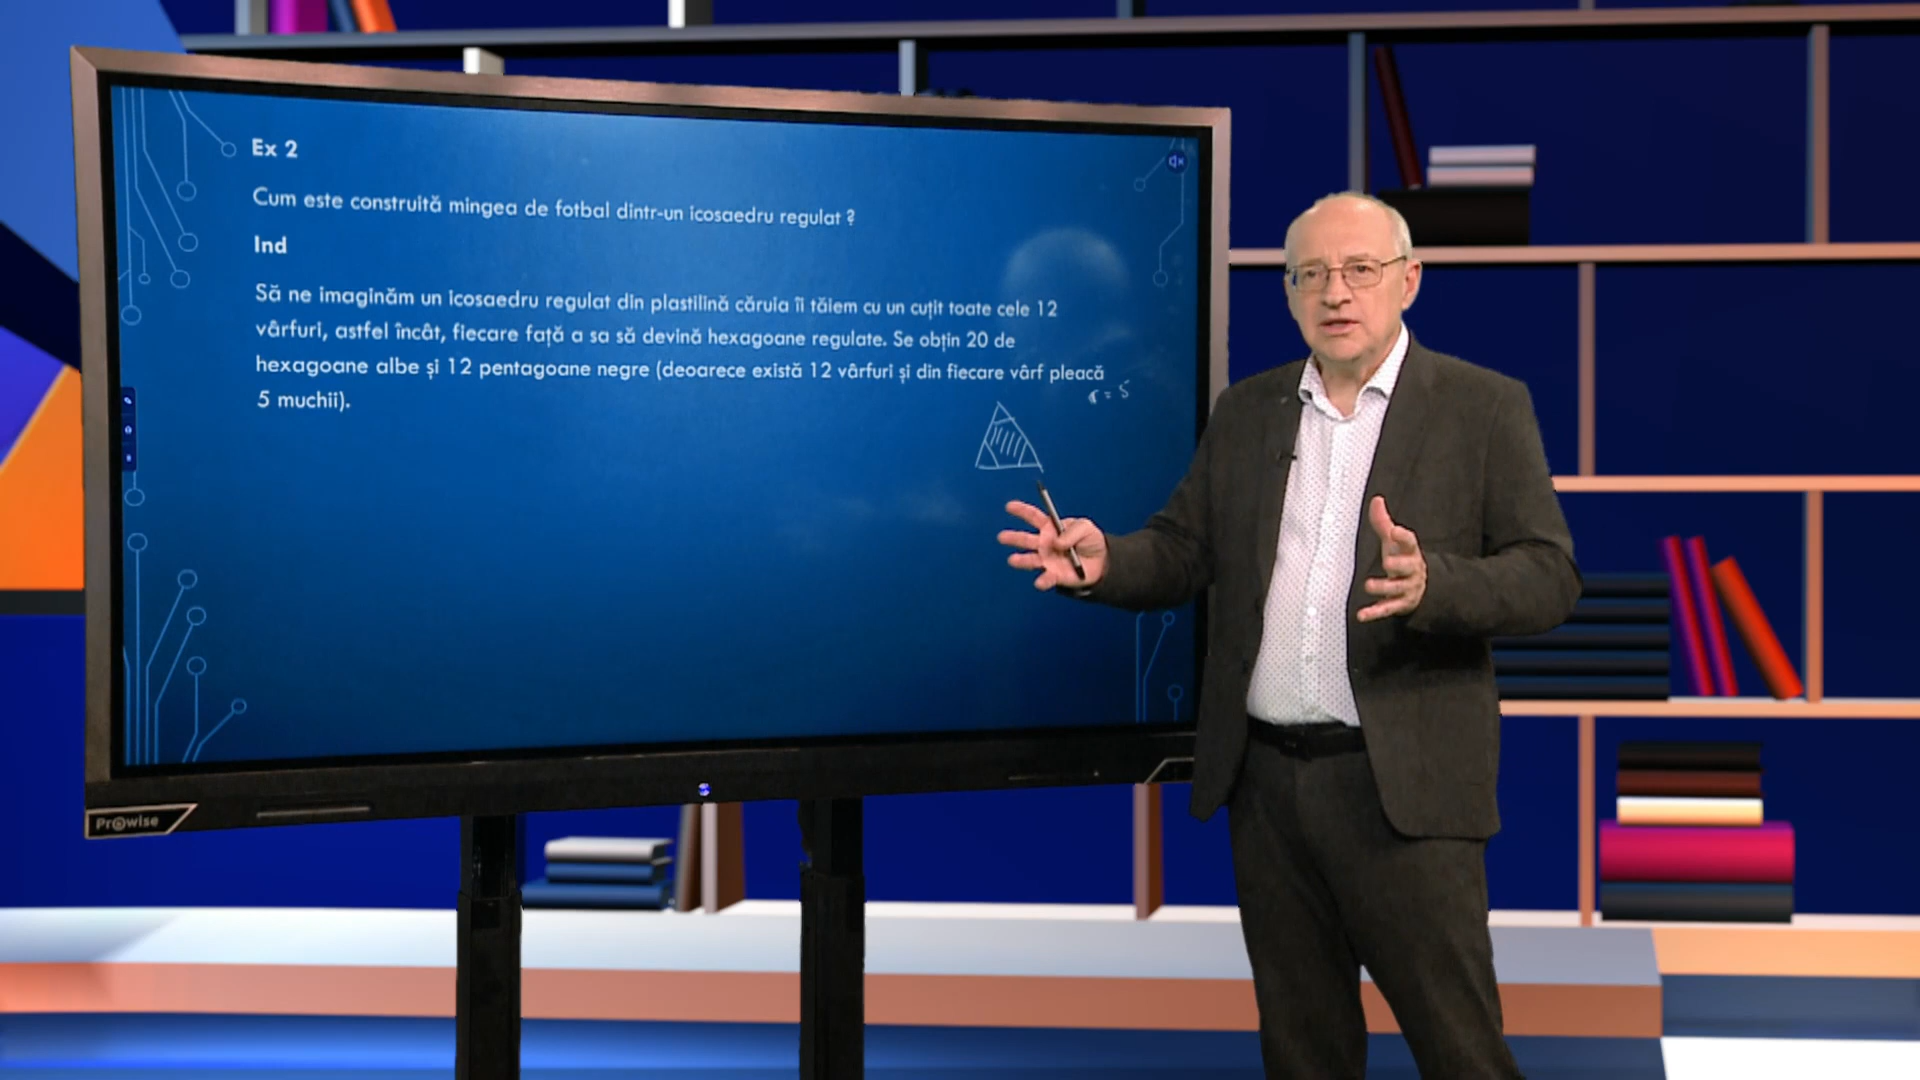 Ex 2
Cum este construită mingea de fotbal dintr-un icosaedru regulat ?
Ind
Să ne imaginăm un icosaedru regulat din plastilină căruia îi tăiem cu un cuțit toate cele 12
vârfuri, astfel încât, fiecare față a sa să devină hexagoane regulate. Se obțin 20 de
hexagoane albe și 12 pentagoane negre (deoarece există 12 vârfuri și din fiecare vârf pleacă
5 muchii).
r = 5
Prowise